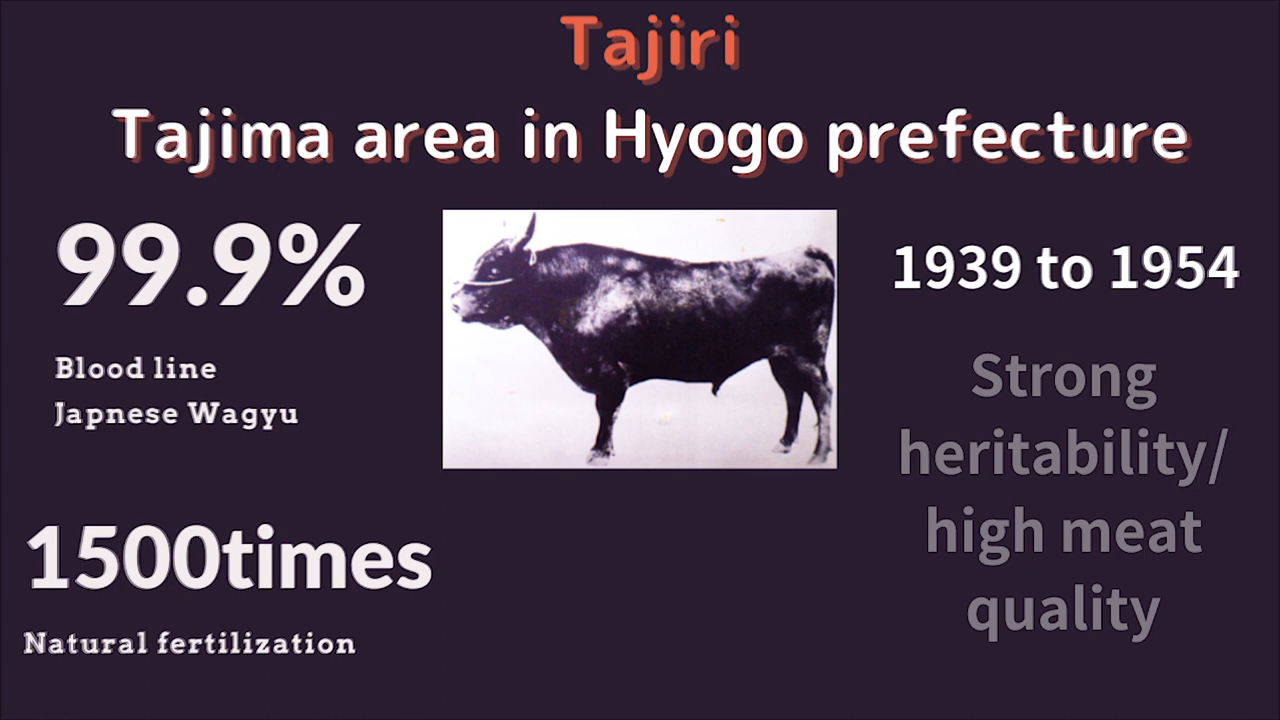 Tajiri
Tajima area in Hyogo prefecture
99.9%
Blood line
Japnese Wagyu
1500times
Natural fertilization
1939 to 1954
Strong
heritability/
high meat
quality